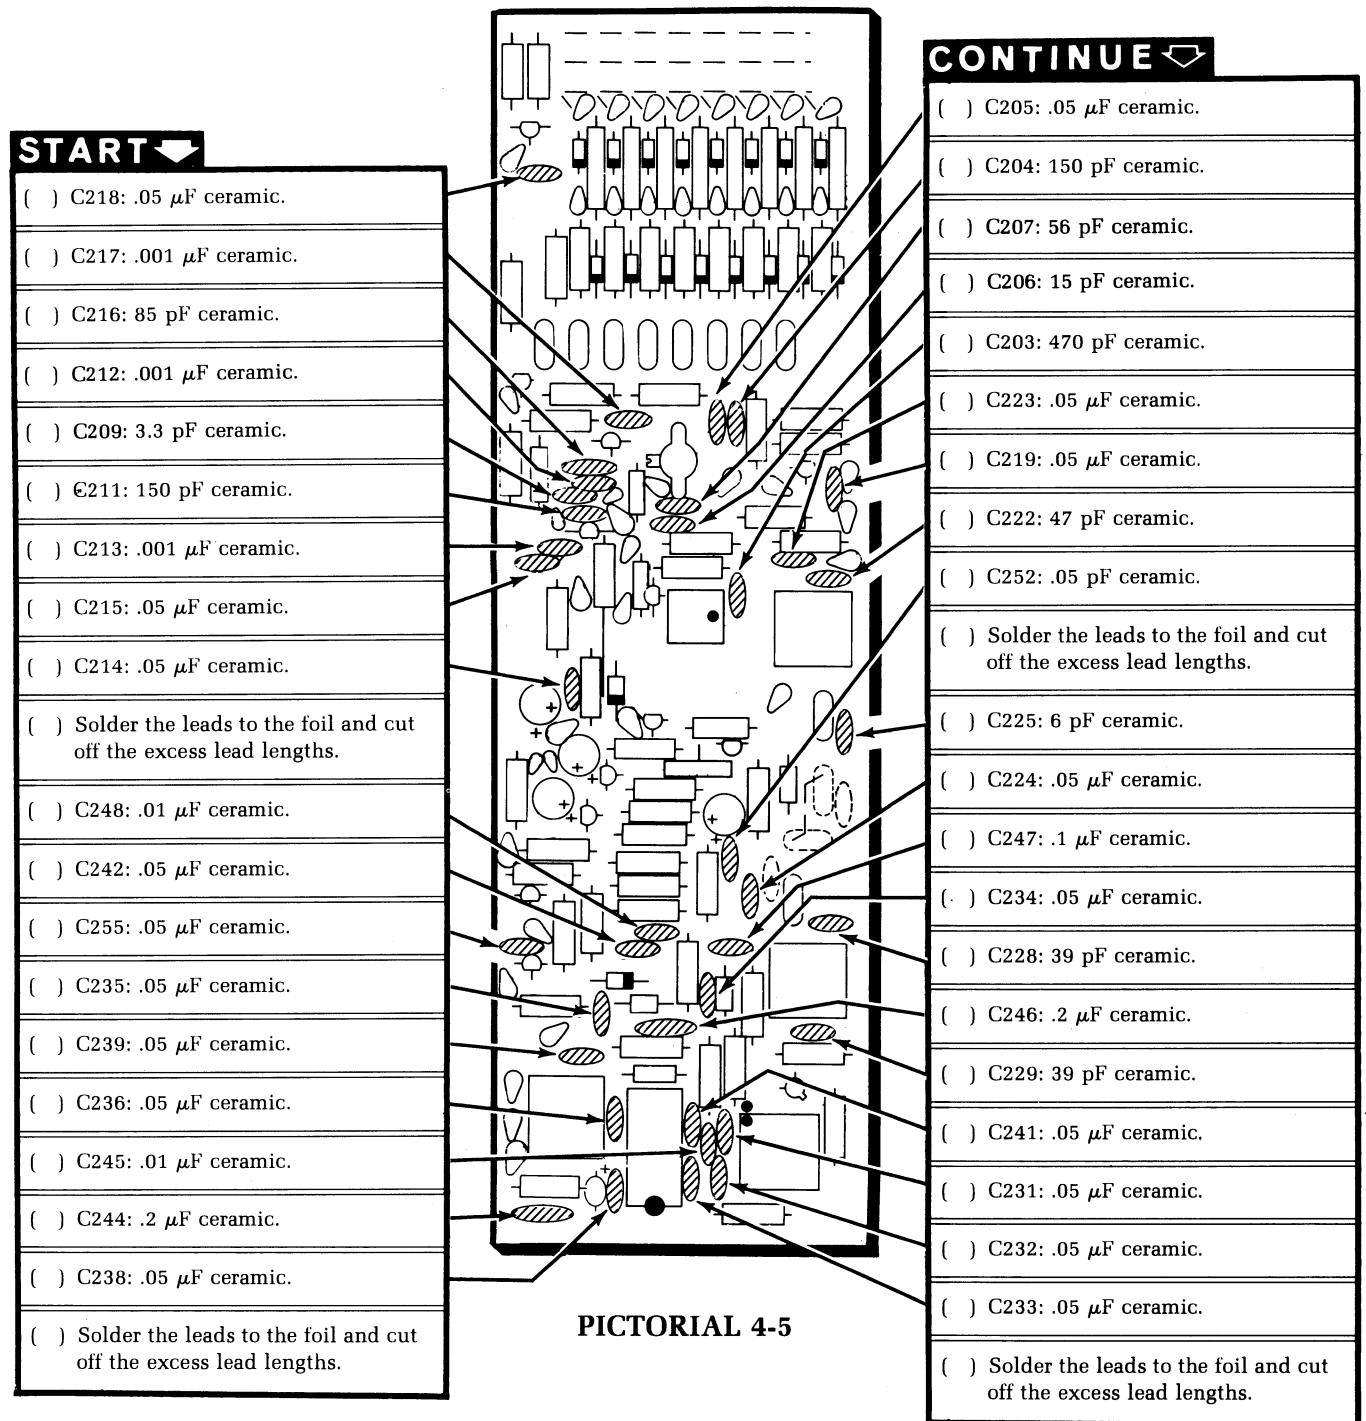 START
( ) C218: .05 μF ceramic.
( ) C217: .001 μF ceramic.
( ) C216: 85 pF ceramic.
( ) C212: .001 μF ceramic.
( ) C209: 3.3 pF ceramic.
( ) C211: 150 pF ceramic.
( ) C213: .001 μF ceramic.
( ) C215: .05 μF ceramic.
( ) C214: .05 μF ceramic.
( ) Solder the leads to the foil and cut
off the excess lead lengths.
( ) C248: .01 μF ceramic.
( ) C242: .05 μF ceramic.
( ) C255: .05 μF ceramic.
( ) C235: .05 μF ceramic.
( ) C239: .05 μF ceramic.
( ) C236: .05 μF ceramic.
( ) C245: .01 μF ceramic.
( ) C244: .2 μF ceramic.
( ) C238: .05 μF ceramic.
( ) Solder the leads to the foil and cut
off the excess lead lengths.
CONTINUE
( ) C205: .05 μF ceramic.
( ) C204: 150 pF ceramic.
( ) C207: 56 pF ceramic.
( ) C206: 15 pF ceramic.
( ) C203: 470 pF ceramic.
( ) C223: .05 μF ceramic.
( ) C219: .05 μF ceramic.
( ) C222: 47 pF ceramic.
( ) C252: .05 pF ceramic.
( ) Solder the leads to the foil and cut
off the excess lead lengths.
( ) C225: 6 pF ceramic.
( ) C224: .05 μF ceramic.
( ) C247: .1 μF ceramic.
( ) C234: .05 μF ceramic.
( ) C228: 39 pF ceramic.
( ) C246: .2 μF ceramic.
( ) C229: 39 pF ceramic.
( ) C241: .05 μF ceramic.
( ) C231: .05 μF ceramic.
( ) C232: .05 μF ceramic.
( ) C233: .05 μF ceramic.
( ) Solder the leads to the foil and cut
off the excess lead lengths.
PICTORIAL 4-5